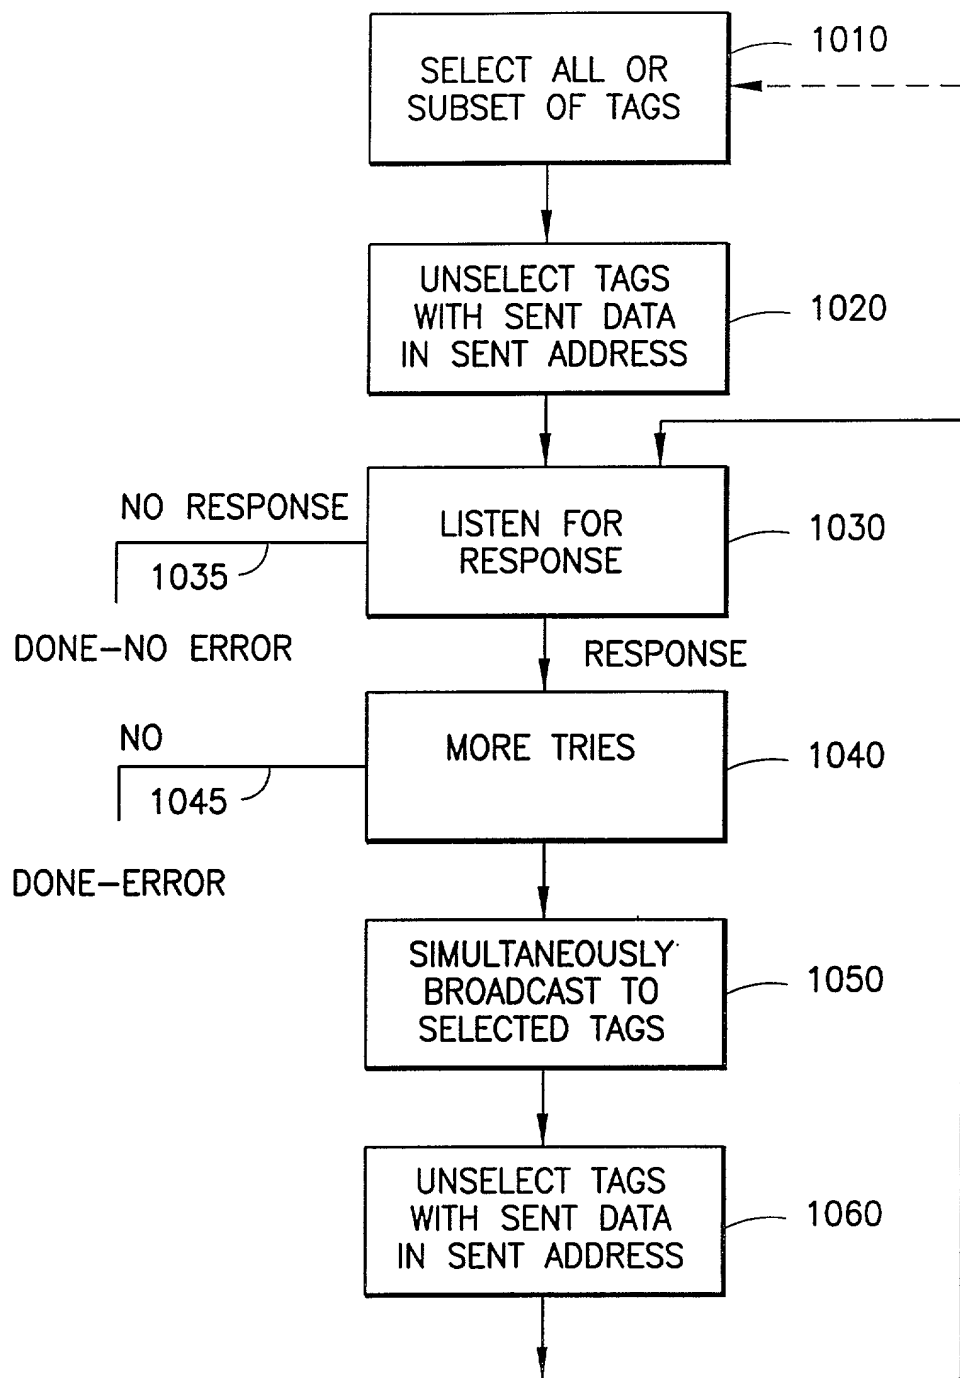 1010
SELECT ALL OR
SUBSET OF TAGS
UNSELECT TAGS
WITH SENT DATA
IN SENT ADDRESS
1020
NO RESPONSE
1035
DONE-NO ERROR
LISTEN FOR
RESPONSE
1030
RESPONSE
NO
1045
DONE-ERROR
MORE TRIES
1040
SIMULTANEOUSLY
BROADCAST TO
SELECTED TAGS
1050
UNSELECT TAGS
WITH SENT DATA
IN SENT ADDRESS
1060